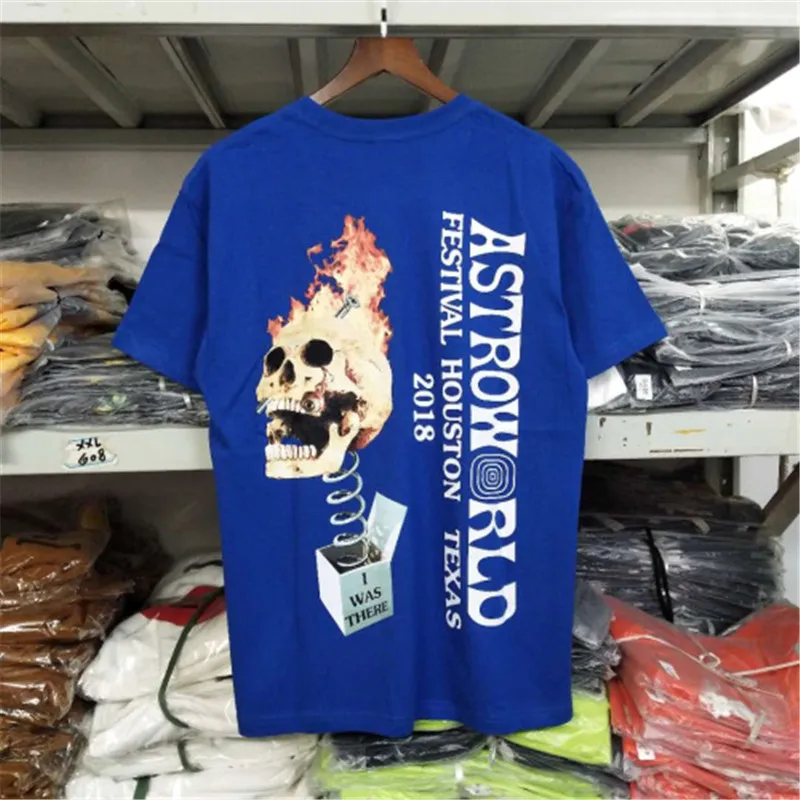 ASTROWORLD
FESTIVAL HOUSTON TEXAS
2018
I
WAS
THERE
XXL
608